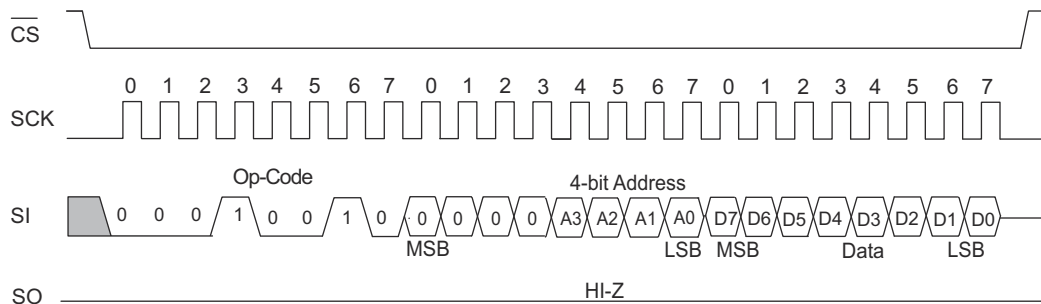 CS
0 1 2 3 4 5 6 7 0 1 2 3 4 5 6 7 0 1 2 3 4 5 6 7
SCK
Op-Code 4-bit Address
SI 0 0 0 1 0 0 1 0 0 0 0 0 A3 A2 A1 A0 D7 D6 D5 D4 D3 D2 D1 D0
MSB LSB MSB Data LSB
HI-Z
SO